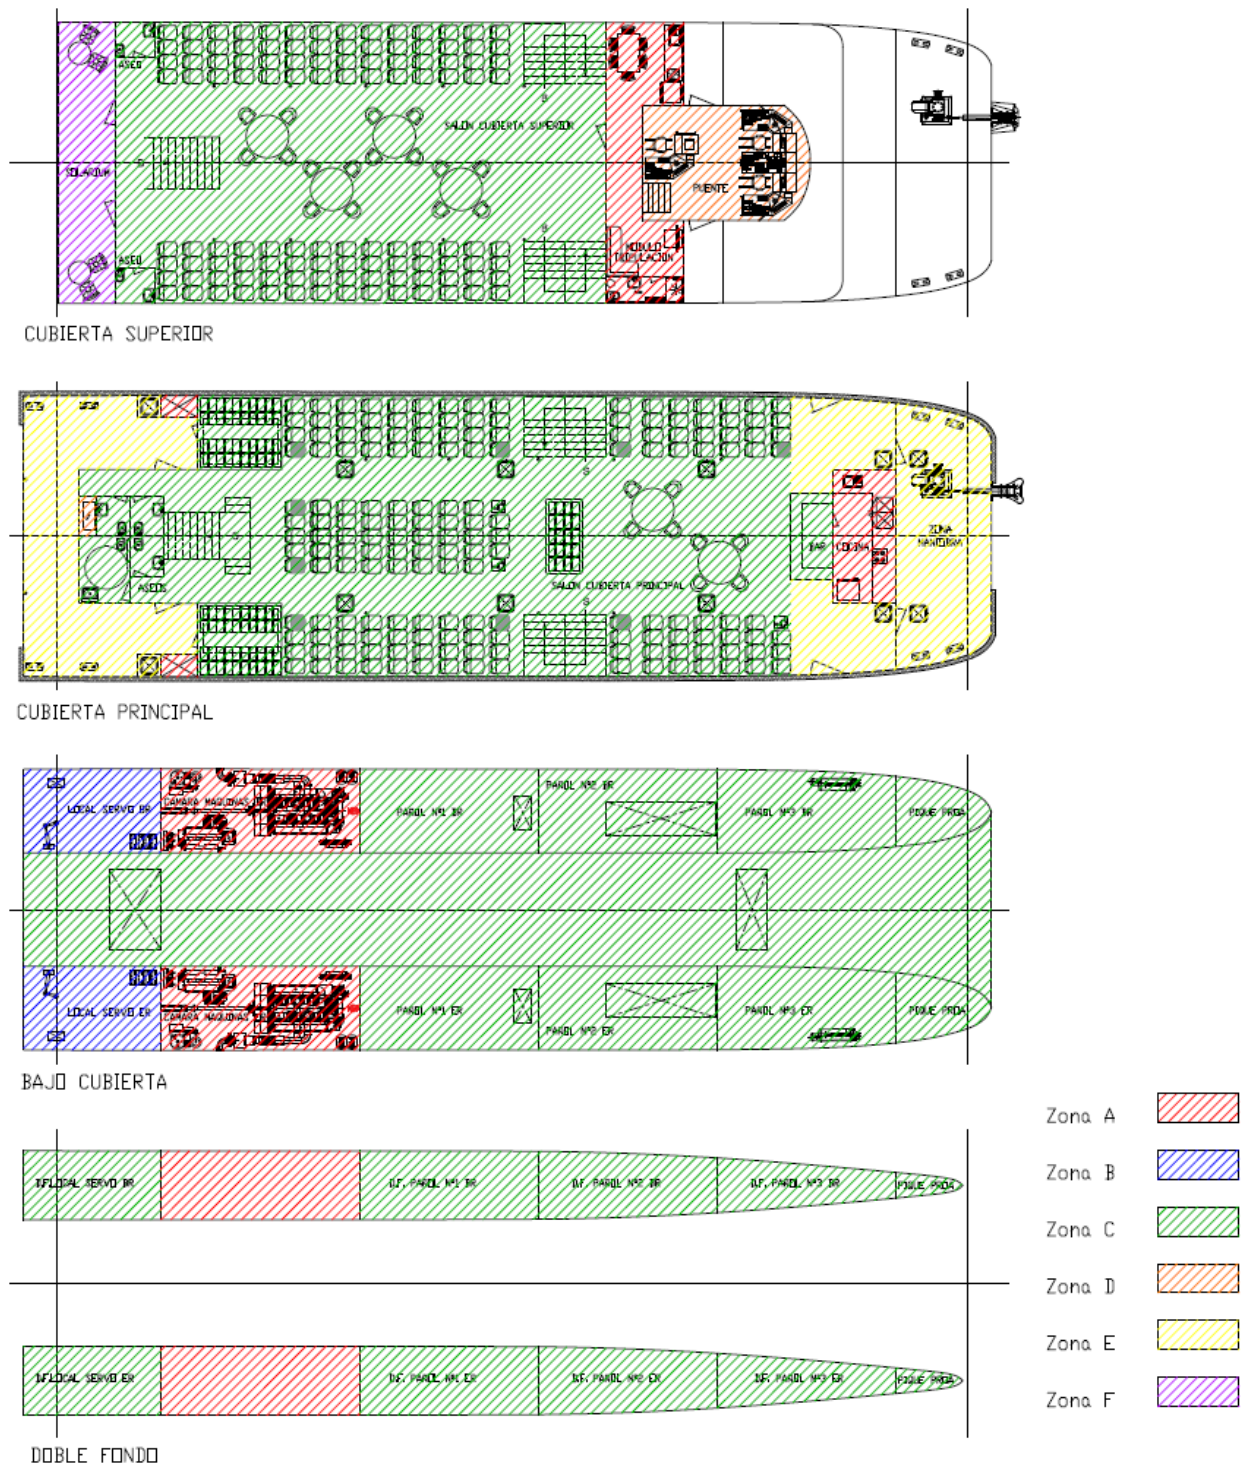 ASEO
SALON CUBIERTA SUPERIOR
SOLARIUM
PUENTE
ASEO
MODULO
TRIPULACION
CUBIERTA SUPERIOR
ZONA
MANIOBRA
BAR
COCINA
ASEOS
SALON CUBIERTA PRINCIPAL
CUBIERTA PRINCIPAL
LOCAL SERVO BR
CAMARA MAQUINAS
PAÑOL Nº1 BR
PAÑOL Nº2 BR
PAÑOL Nº3 BR
PIQUE PROA
LOCAL SERVO ER
CAMARA MAQUINAS
PAÑOL Nº1 ER
PAÑOL Nº2 ER
PAÑOL Nº3 ER
PIQUE PROA
BAJO CUBIERTA
Zona A
Zona B
Zona C
Zona D
Zona E
Zona F
D.F.LOCAL SERVO BR
D.F. PAÑOL Nº1 BR
D.F. PAÑOL Nº2 BR
D.F. PAÑOL Nº3 BR
PIQUE PROA
D.F.LOCAL SERVO ER
D.F. PAÑOL Nº1 ER
D.F. PAÑOL Nº2 ER
D.F. PAÑOL Nº3 ER
PIQUE PROA
DOBLE FONDO